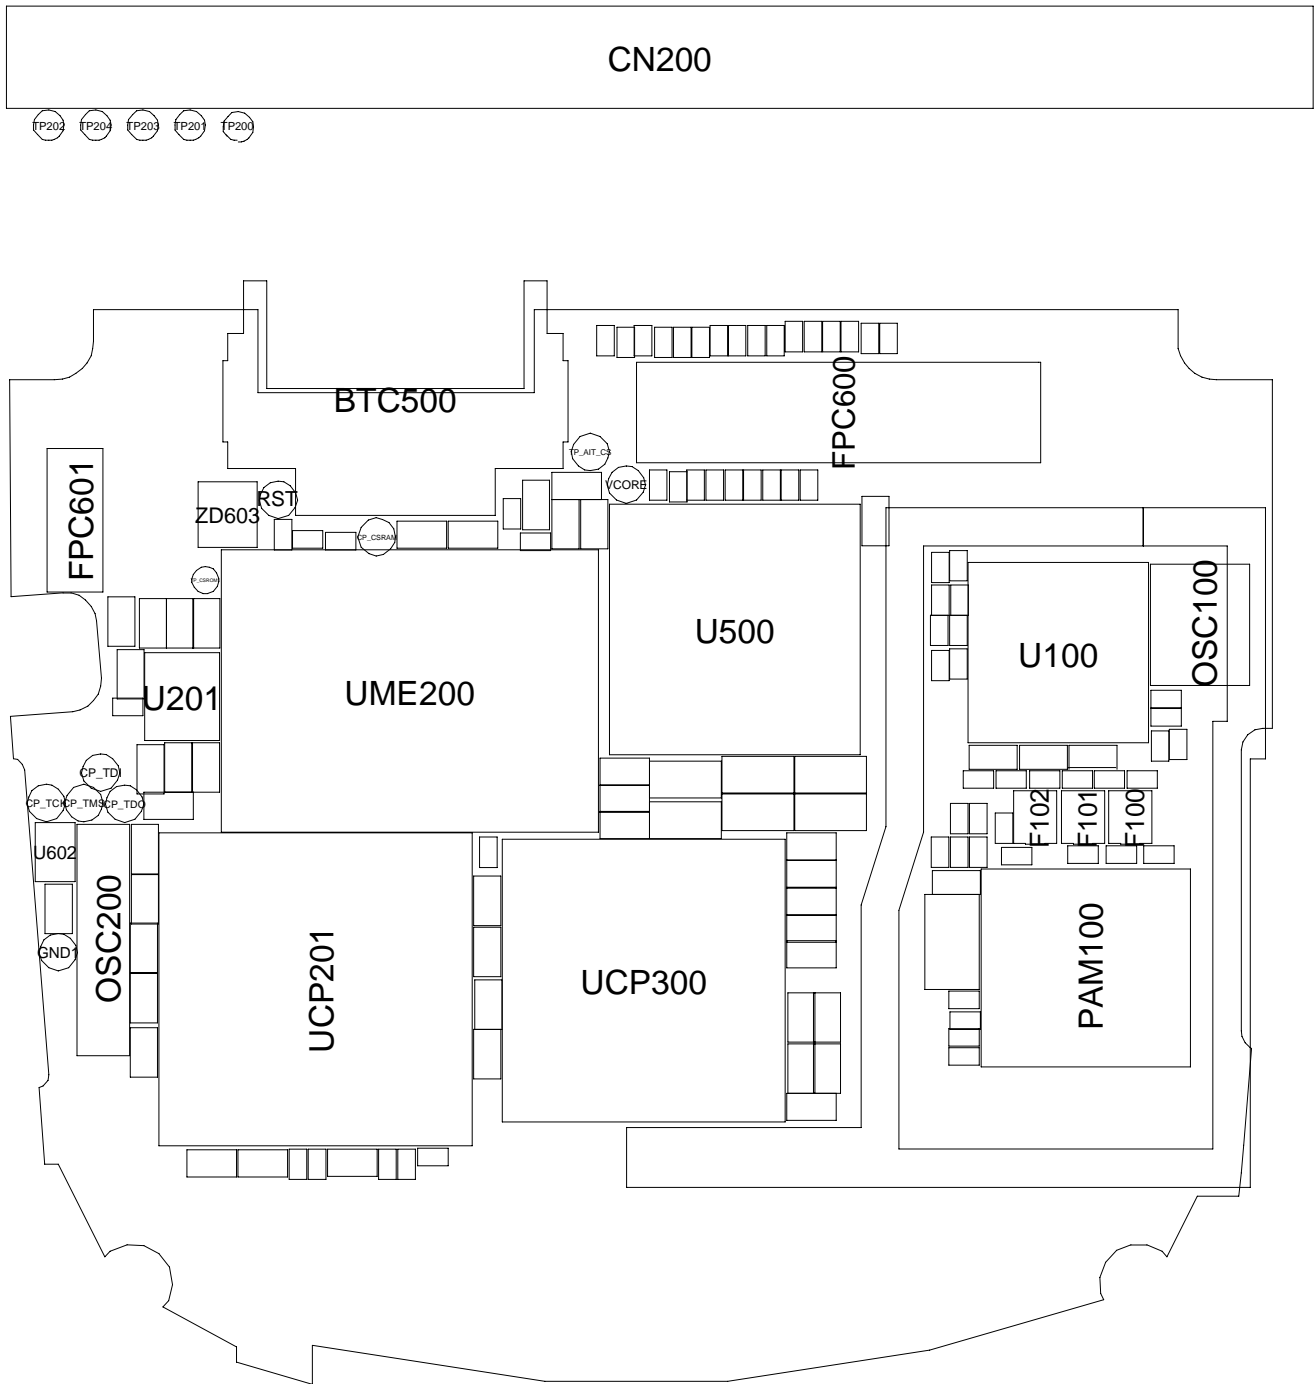 CN200
TP202 TP204 TP203 TP201 TP200
BTC500
FPC600
TP_AIT_CS
VCORE
FPC601
ZD603
RST
CP_CSRAM
U500
U100
OSC100
UME200
U201
CP_TDI
CP_TCK CP_TMS CP_TDO
F102 F101 F100
U602
OSC200
UCP201
UCP300
PAM100
GND1